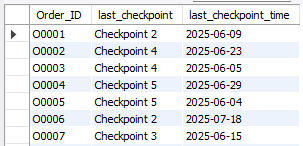 Order_ID last_checkpoint last_checkpoint_time
O0001 Checkpoint 2 2025-06-09
O0002 Checkpoint 4 2025-06-23
O0003 Checkpoint 4 2025-06-05
O0004 Checkpoint 5 2025-06-29
O0005 Checkpoint 5 2025-06-04
O0006 Checkpoint 2 2025-07-18
O0007 Checkpoint 3 2025-06-15